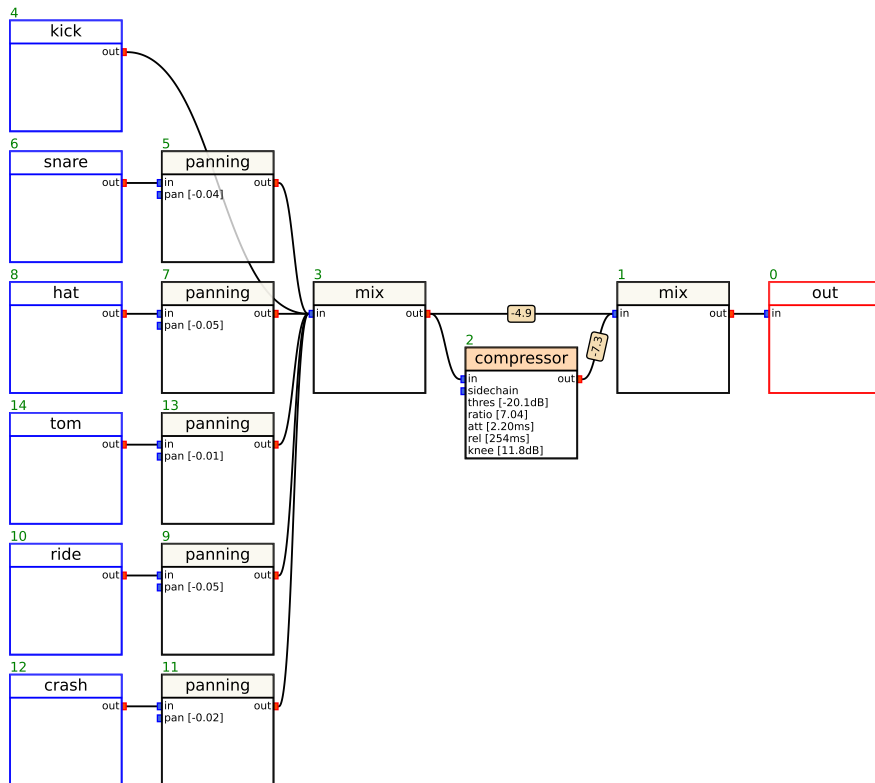 4
kick
out
6
snare
out
5
panning
in
out
pan [-0.04]
8
hat
out
7
panning
in
out
pan [-0.05]
3
mix
in
out
-4.9
1
mix
in
out
0
out
in
2
compressor
in
out
sidechain
thres [-20.1dB]
ratio [7.04]
att [2.20ms]
rel [254ms]
knee [11.8dB]
-7.3
14
tom
out
13
panning
in
out
pan [-0.01]
10
ride
out
9
panning
in
out
pan [-0.05]
12
crash
out
11
panning
in
out
pan [-0.02]